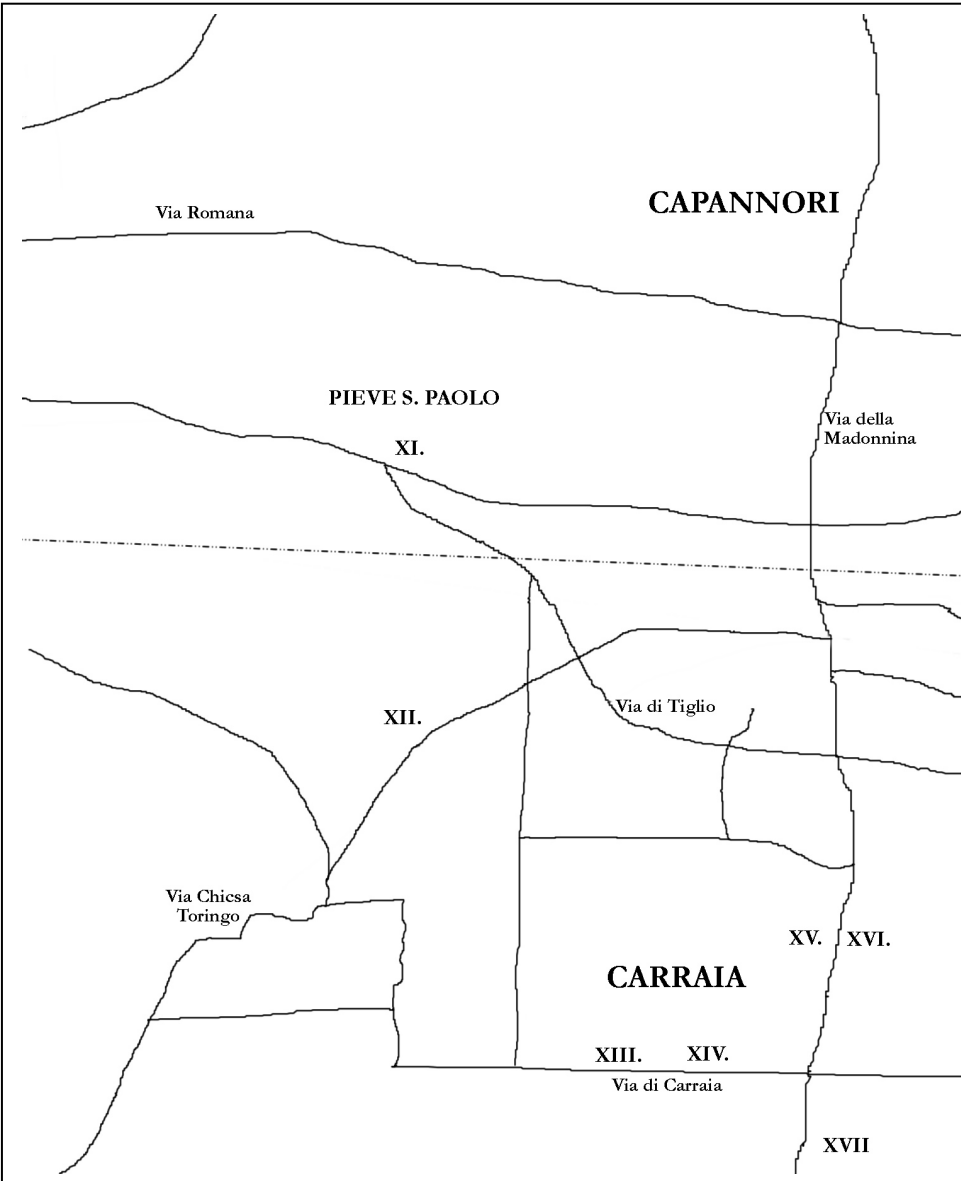 CAPANNORI
Via Romana
PIEVE S. PAOLO
Via della
Madonnina
XI.
Via di Tiglio
XII.
Via Chicsa
Toringo
XV.
XVI.
CARRAIA
XIII.
XIV.
Via di Carraia
XVII